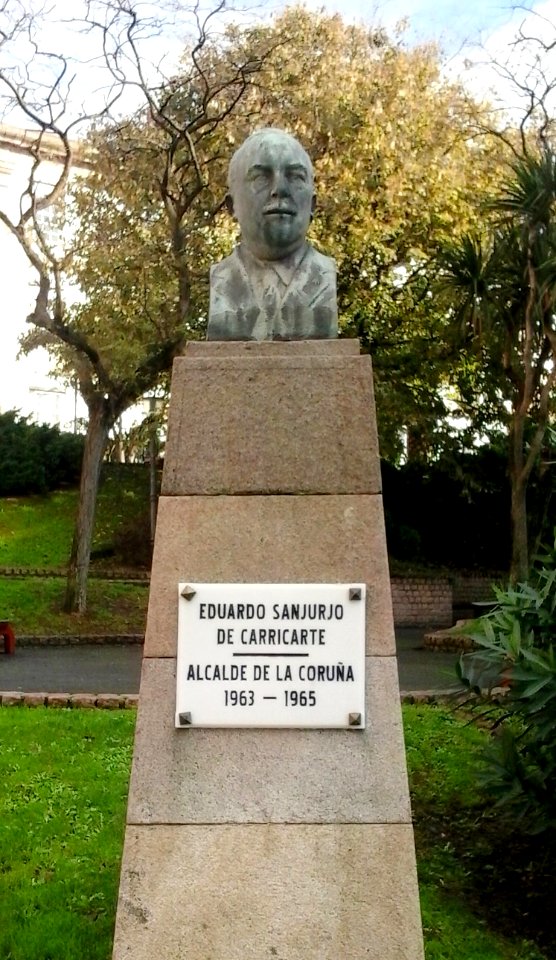 EDUARDO SANJURJO
DE CARRICARTE
ALCALDE DE LA CORUÑA
1963 — 1965